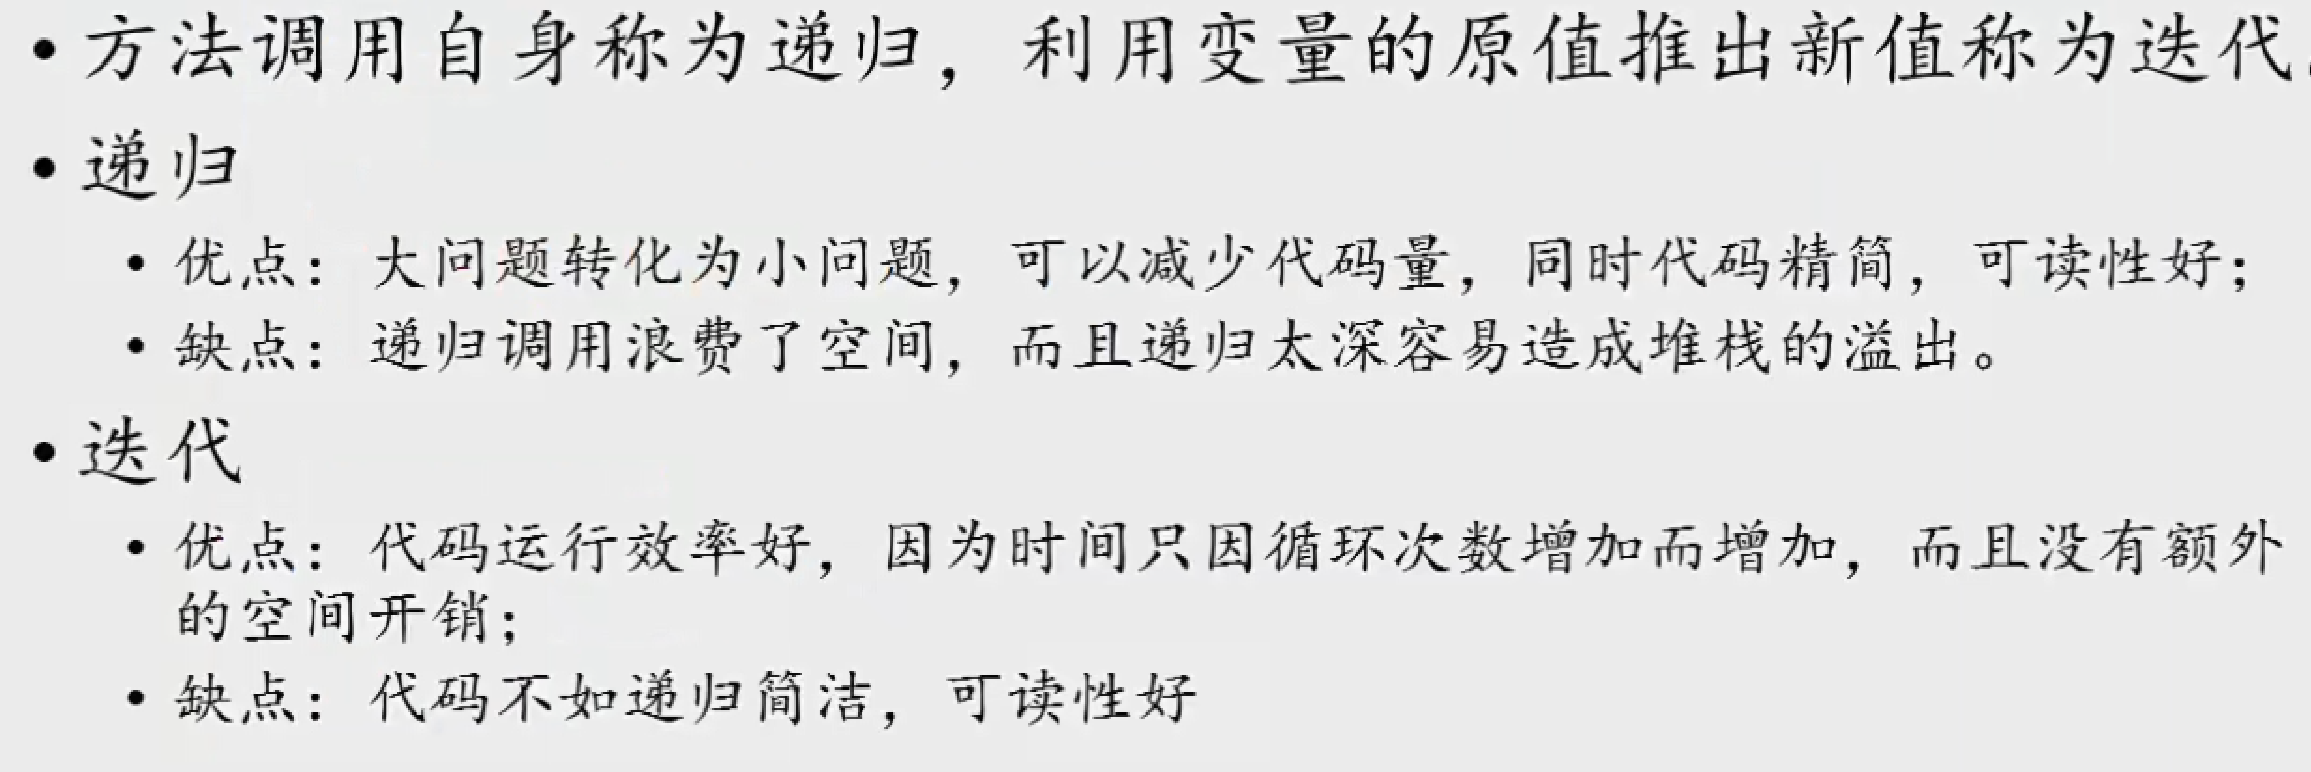 • 方法调用自身称为递归，利用变量的原值推出新值称为迭代.
• 递归
• 优点：大问题转化为小问题，可以减少代码量，同时代码精简，可读性好；
• 缺点：递归调用浪费了空间，而且递归太深容易造成堆栈的溢出。
• 迭代
• 优点：代码运行效率好，因为时间只因循环次数增加而增加，而且没有额外
的空间开销；
• 缺点：代码不如递归简洁，可读性好